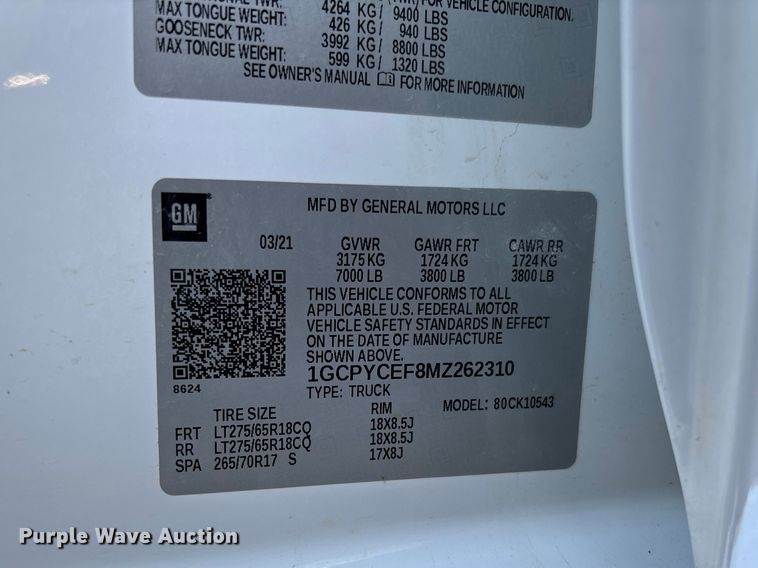 TWR: 4264 KG/ 9400 LBS
FOR VEHICLE CONFIGURATION.
MAX TONGUE WEIGHT: 426 KG/ 940 LBS
GOOSENECK TWR: 3992 KG/ 8800 LBS
MAX TONGUE WEIGHT: 599 KG/ 1320 LBS
SEE OWNER'S MANUAL FOR MORE INFORMATION
GM
MFD BY GENERAL MOTORS LLC
03/21 GVWR GAWR FRT GAWR RR
3175 KG 1724 KG 1724 KG
7000 LB 3800 LB 3800 LB
THIS VEHICLE CONFORMS TO ALL
APPLICABLE U.S. FEDERAL MOTOR
VEHICLE SAFETY STANDARDS IN EFFECT
ON THE DATE OF MANUFACTURE
SHOWN ABOVE.
8624
1GCPYCEF8MZ262310
TYPE: TRUCK MODEL: 80CK10543
TIRE SIZE RIM
FRT LT275/65R18CQ 18X8.5J
RR LT275/65R18CQ 18X8.5J
SPA 265/70R17 S 17X8J
GM
Purple Wave Auction